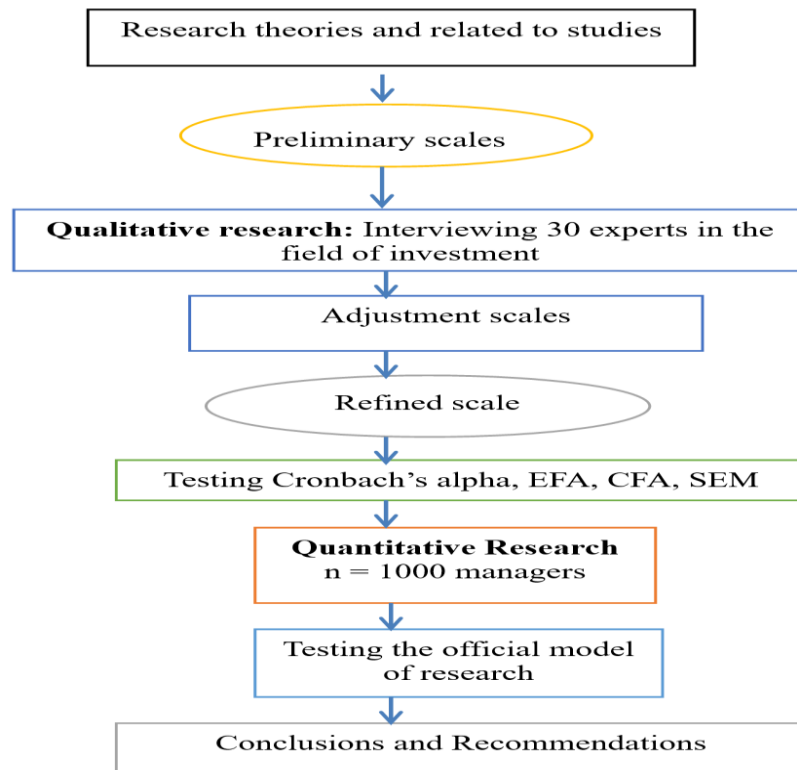 Research theories and related to studies
Preliminary scales
Qualitative research: Interviewing 30 experts in the
field of investment
Adjustment scales
Refined scale
Testing Cronbach’s alpha, EFA, CFA, SEM
Quantitative Research
n = 1000 managers
Testing the official model
of research
Conclusions and Recommendations